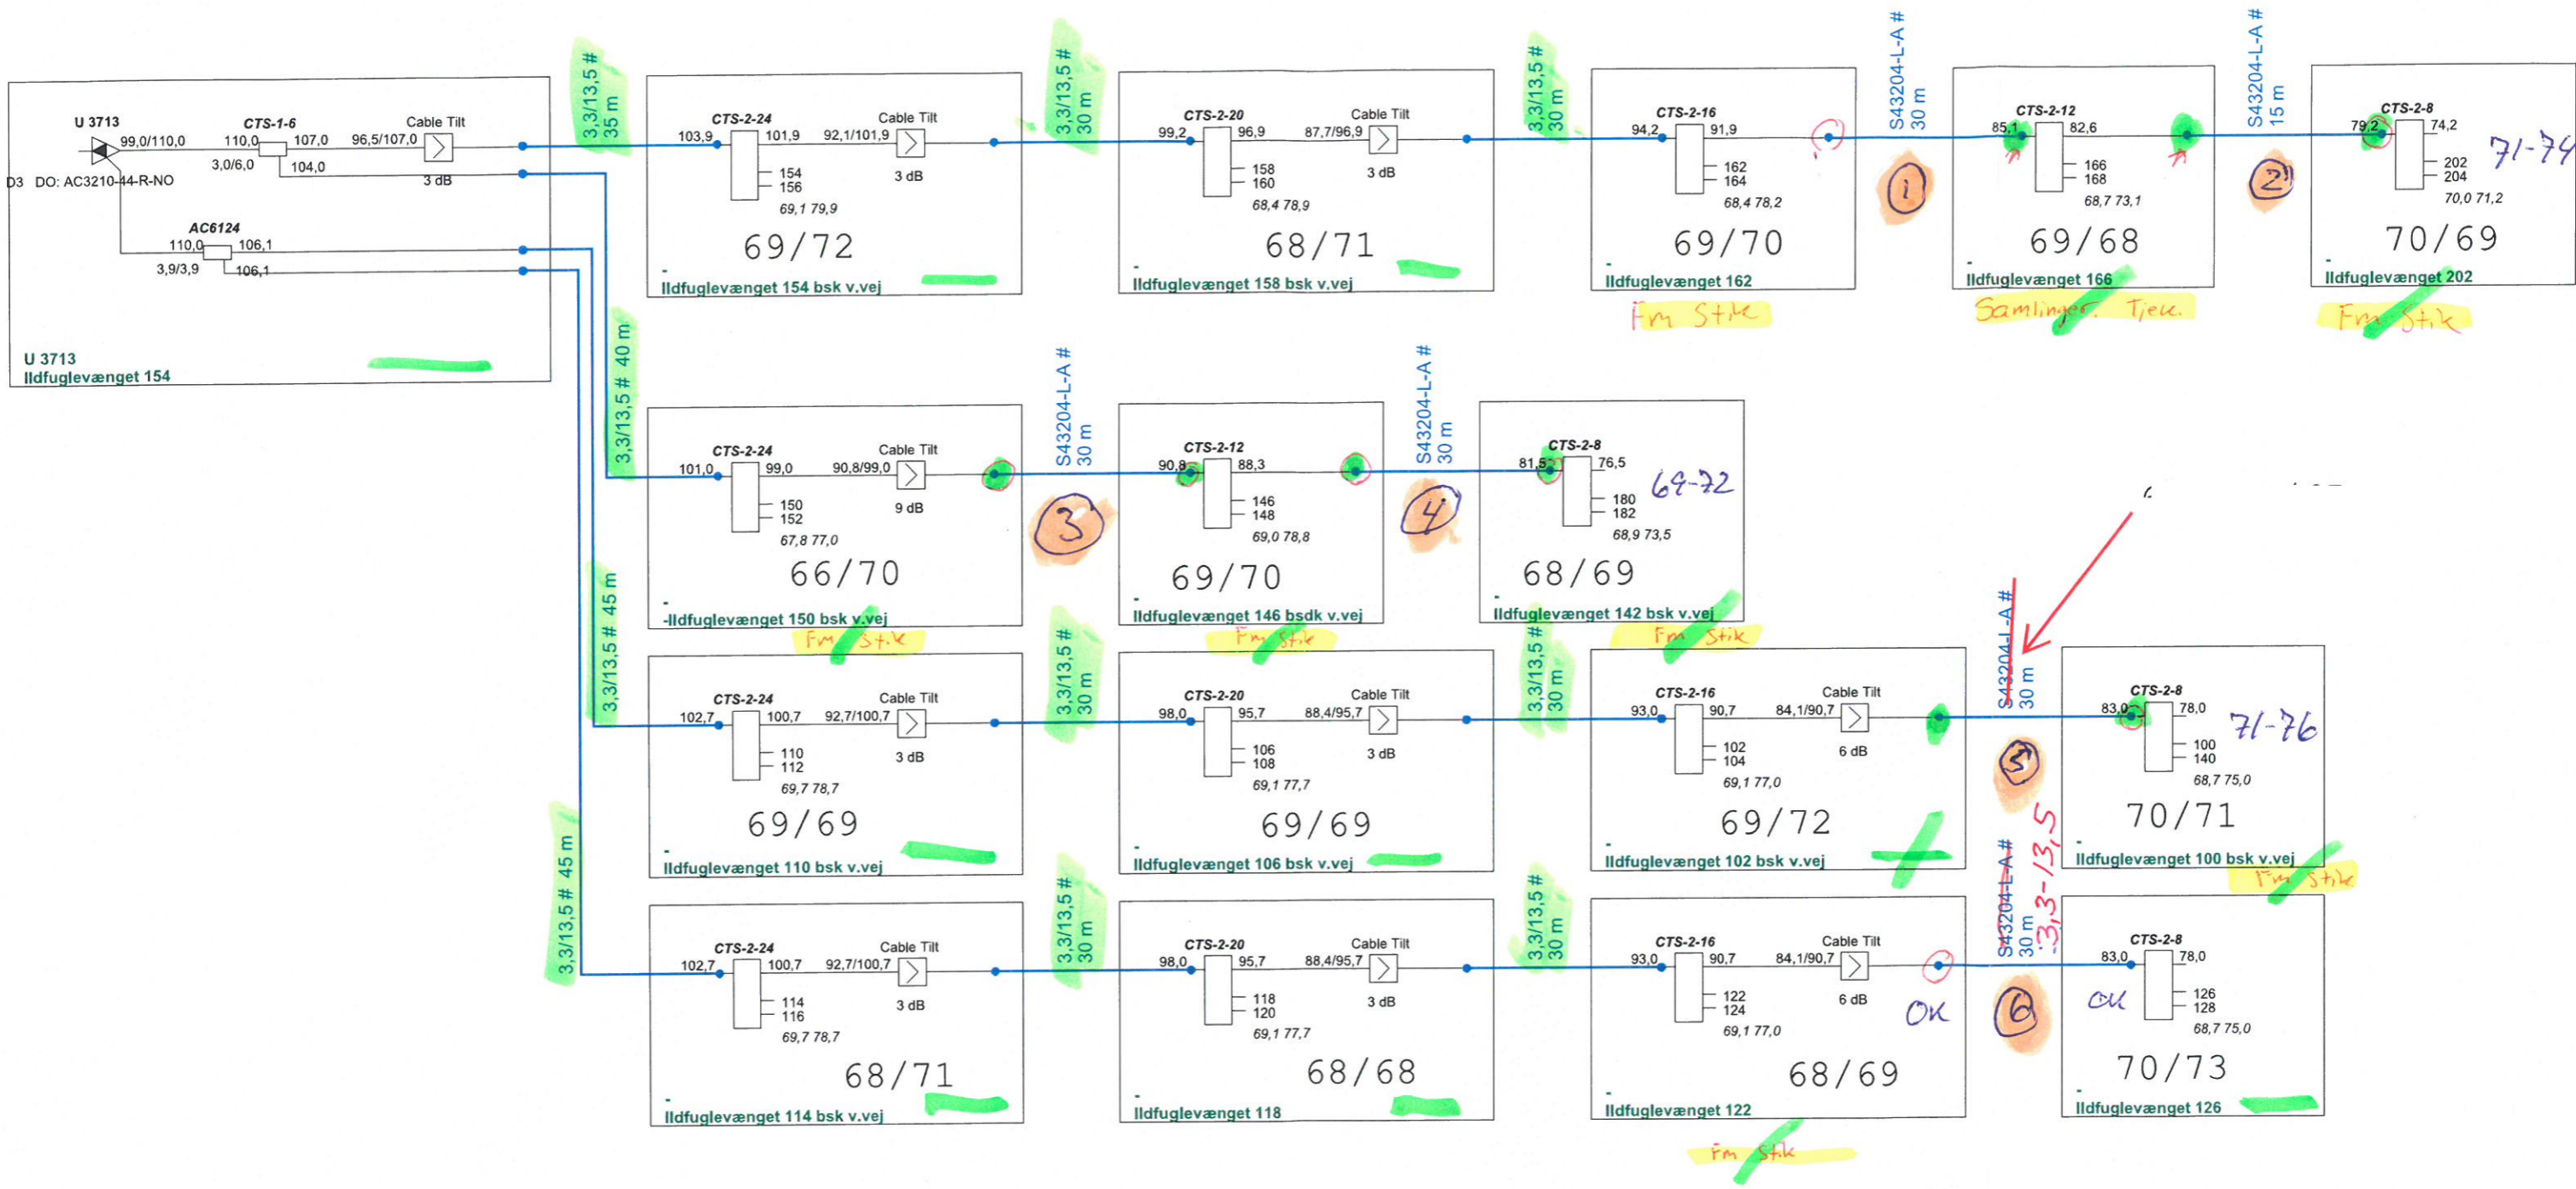 U 3713
99,0/110,0
CTS-1-6
110,0
107,0
3,0/6,0
104,0
96,5/107,0
Cable Tilt
3 dB
D3 DO: AC3210-44-R-NO
AC6124
110,0
106,1
3,9/3,9
106,1
U 3713
Ildfuglevænget 154
3,3/13,5 #
35 m
CTS-2-24
103,9
101,9
92,1/101,9
Cable Tilt
3 dB
154
156
69,1 79,9
69/72
-
Ildfuglevænget 154 bsk v.vej
3,3/13,5 #
30 m
CTS-2-20
99,2
96,9
87,7/96,9
Cable Tilt
3 dB
158
160
68,4 78,9
68/71
-
Ildfuglevænget 158 bsk v.vej
3,3/13,5 #
30 m
CTS-2-16
94,2
91,9
162
164
68,4 78,2
69/70
-
Ildfuglevænget 162
Fm Stik
S43204-L-A #
30 m
1
CTS-2-12
85,1
82,6
166
168
68,7 73,1
69/68
-
Ildfuglevænget 166
Samlinger. Tjek.
S43204-L-A #
15 m
2
CTS-2-8
79,2
74,2
202
204
70,0 71,2
71-74
70/69
-
Ildfuglevænget 202
Fm Stik
3,3/13,5 # 40 m
CTS-2-24
101,0
99,0
90,8/99,0
Cable Tilt
9 dB
150
152
67,8 77,0
66/70
-
-Ildfuglevænget 150 bsk v.vej
Fm Stik
S43204-L-A #
30 m
3
CTS-2-12
90,8
88,3
146
148
69,0 78,8
69/70
-
Ildfuglevænget 146 bsdk v.vej
Fm Stik
S43204-L-A #
30 m
4
CTS-2-8
81,5
76,5
180
182
68,9 73,5
69-72
68/69
-
Ildfuglevænget 142 bsk v.vej
Fm Stik
3,3/13,5 # 45 m
CTS-2-24
102,7
100,7
92,7/100,7
Cable Tilt
3 dB
110
112
69,7 78,7
69/69
-
Ildfuglevænget 110 bsk v.vej
3,3/13,5 #
30 m
CTS-2-20
98,0
95,7
88,4/95,7
Cable Tilt
3 dB
106
108
69,1 77,7
69/69
-
Ildfuglevænget 106 bsk v.vej
3,3/13,5 #
30 m
CTS-2-16
93,0
90,7
84,1/90,7
Cable Tilt
6 dB
102
104
69,1 77,0
69/72
-
Ildfuglevænget 102 bsk v.vej
S43204-L-A #
30 m
5
CTS-2-8
83,0
78,0
100
140
68,7 75,0
71-76
70/71
-
Ildfuglevænget 100 bsk v.vej
Fm Stik
3,3/13,5 # 45 m
CTS-2-24
102,7
100,7
92,7/100,7
Cable Tilt
3 dB
114
116
69,7 78,7
68/71
-
Ildfuglevænget 114 bsk v.vej
3,3/13,5 #
30 m
CTS-2-20
98,0
95,7
88,4/95,7
Cable Tilt
3 dB
118
120
69,1 77,7
68/68
-
Ildfuglevænget 118
3,3/13,5 #
30 m
CTS-2-16
93,0
90,7
84,1/90,7
Cable Tilt
6 dB
122
124
69,1 77,0
OK
68/69
-
Ildfuglevænget 122
Fm Stik
S43204-L-A #
30 m
3,3-13,5
6
CTS-2-8
83,0
78,0
OK
126
128
68,7 75,0
70/73
-
Ildfuglevænget 126